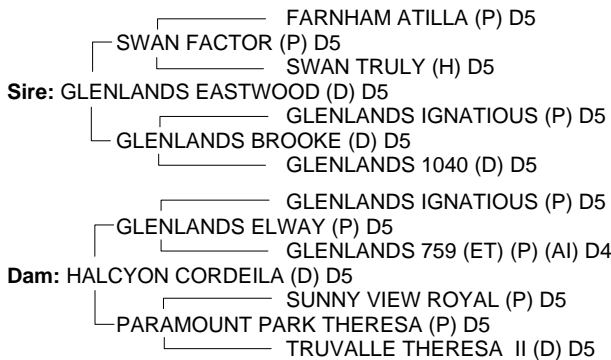 FARNHAM ATILLA (P) D5
SWAN FACTOR (P) D5
SWAN TRULY (H) D5
Sire: GLENLANDS EASTWOOD (D) D5
GLENLANDS IGNATIOUS (P) D5
GLENLANDS BROOKE (D) D5
GLENLANDS 1040 (D) D5
GLENLANDS IGNATIOUS (P) D5
GLENLANDS ELWAY (P) D5
GLENLANDS 759 (ET) (P) (AI) D4
Dam: HALCYON CORDEILA (D) D5
SUNNY VIEW ROYAL (P) D5
PARAMOUNT PARK THERESA (P) D5
TRUVALLE THERESA  II (D) D5